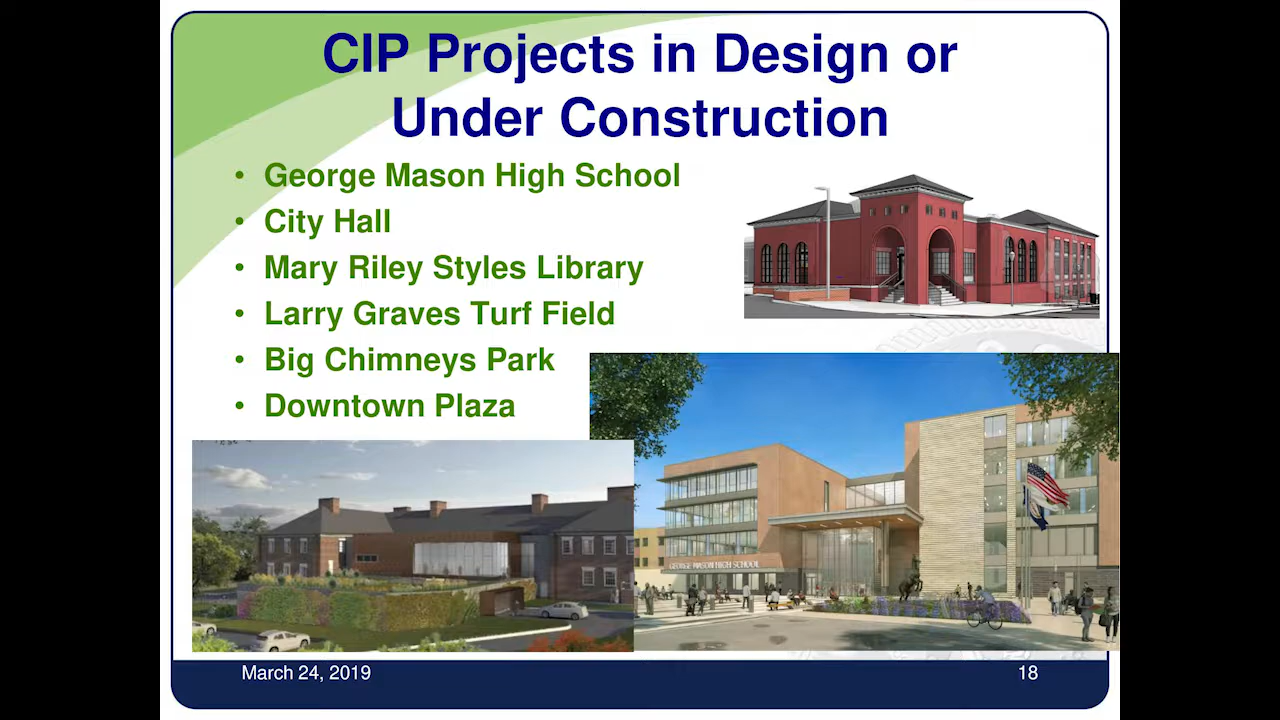 CIP Projects in Design or
Under Construction
• George Mason High School
• City Hall
• Mary Riley Styles Library
• Larry Graves Turf Field
• Big Chimneys Park
• Downtown Plaza
GEORGE MASON HIGH SCHOOL
March 24, 2019
18